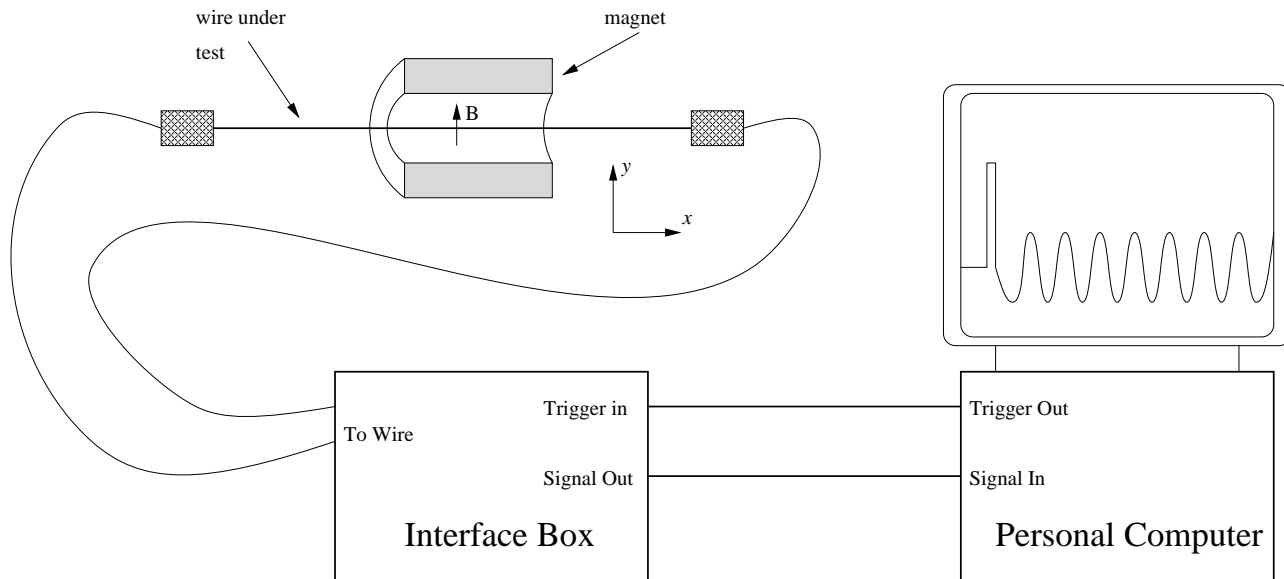 wire under
test
magnet
B
y
x
Trigger in
To Wire
Signal Out
Interface Box
Trigger Out
Signal In
Personal Computer